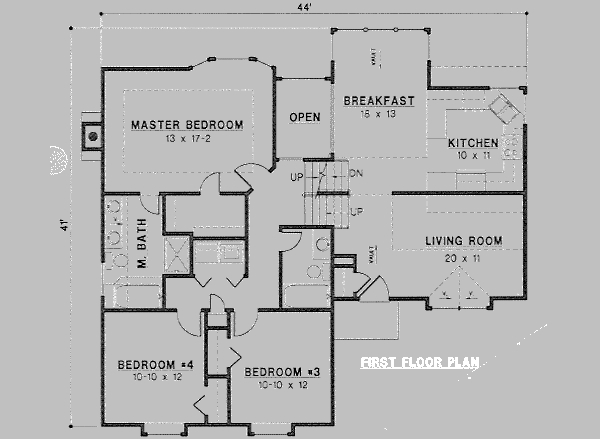 44'
VAULT
BREAKFAST
16 x 13
OPEN
MASTER BEDROOM
13 x 17-2
KITCHEN
10 x 11
UP
DN
UP
41'
M. BATH
VAULT
LIVING ROOM
20 x 11
FIRST FLOOR PLAN
BEDROOM #4
10-10 x 12
BEDROOM #3
10-10 x 12